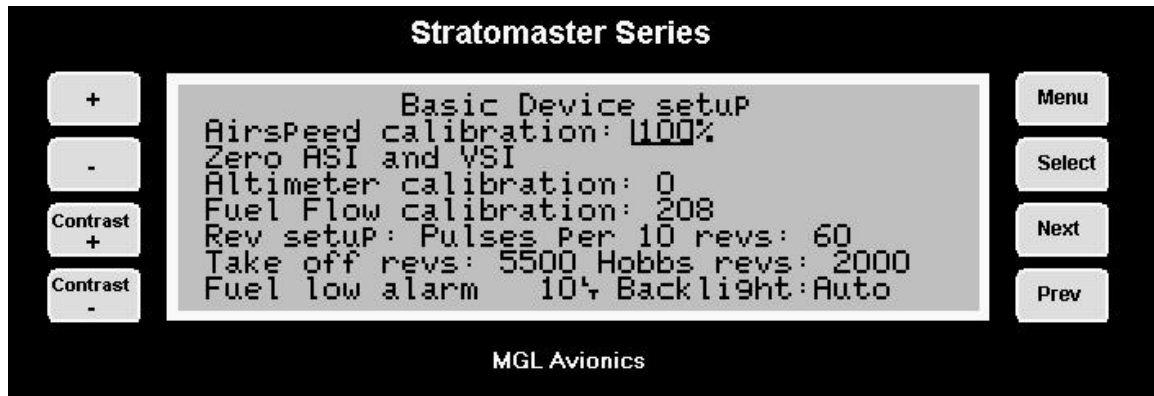 Stratomaster Series
+
-
Contrast
+
Contrast
-
Basic Device setup
Airspeed calibration: 100%
Zero ASI and VSI
Altimeter calibration: 0
Fuel Flow calibration: 208
Rev setup: Pulses per 10 revs: 60
Take off revs: 5500 Hobbs revs: 2000
Fuel low alarm 10 Backlight:Auto
Menu
Select
Next
Prev
MGL Avionics